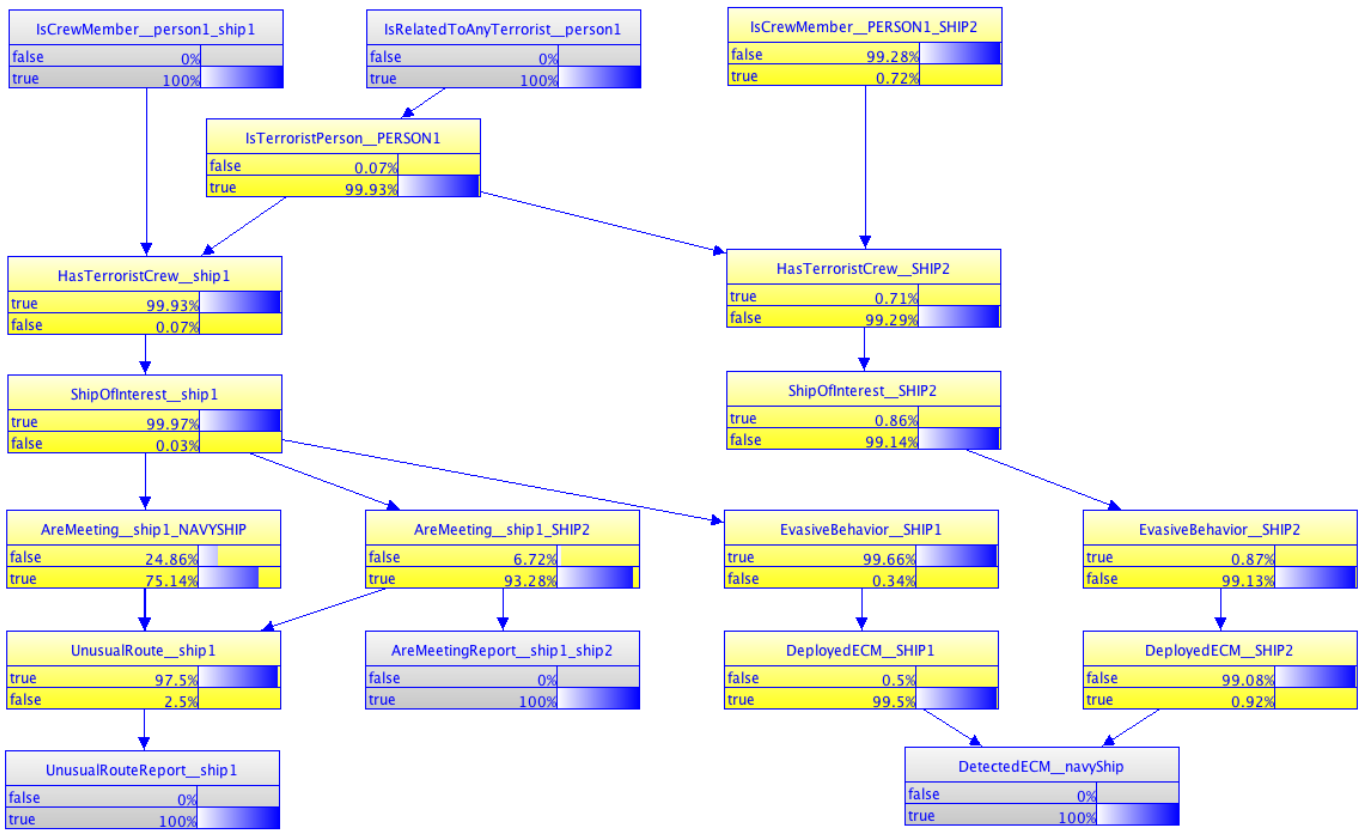 IsCrewMember__person1_ship1
false 0%
true 100%
IsRelatedToAnyTerrorist__person1
false 0%
true 100%
IsCrewMember__PERSON1_SHIP2
false 99.28%
true 0.72%
IsTerroristPerson__PERSON1
false 0.07%
true 99.93%
HasTerroristCrew__ship1
true 99.93%
false 0.07%
HasTerroristCrew__SHIP2
true 0.71%
false 99.29%
ShipOfInterest__ship1
true 99.97%
false 0.03%
ShipOfInterest__SHIP2
true 0.86%
false 99.14%
AreMeeting__ship1_NAVYSHIP
false 24.86%
true 75.14%
AreMeeting__ship1_SHIP2
false 6.72%
true 93.28%
EvasiveBehavior__SHIP1
true 99.66%
false 0.34%
EvasiveBehavior__SHIP2
true 0.87%
false 99.13%
UnusualRoute__ship1
true 97.5%
false 2.5%
AreMeetingReport__ship1_ship2
false 0%
true 100%
DeployedECM__SHIP1
false 0.5%
true 99.5%
DeployedECM__SHIP2
false 99.08%
true 0.92%
UnusualRouteReport__ship1
false 0%
true 100%
DetectedECM__navyShip
false 0%
true 100%